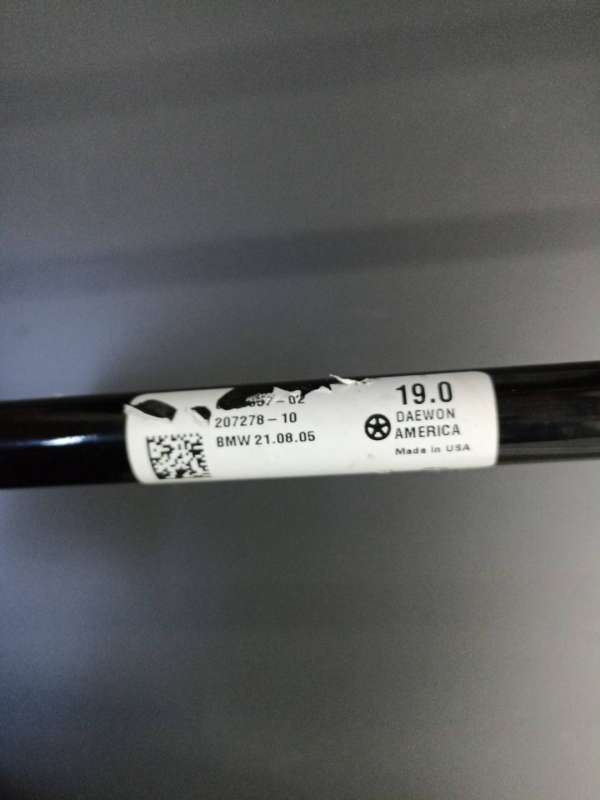 207278-10
BMW 21.08.05
19.0
DAEWON
AMERICA
Made in USA